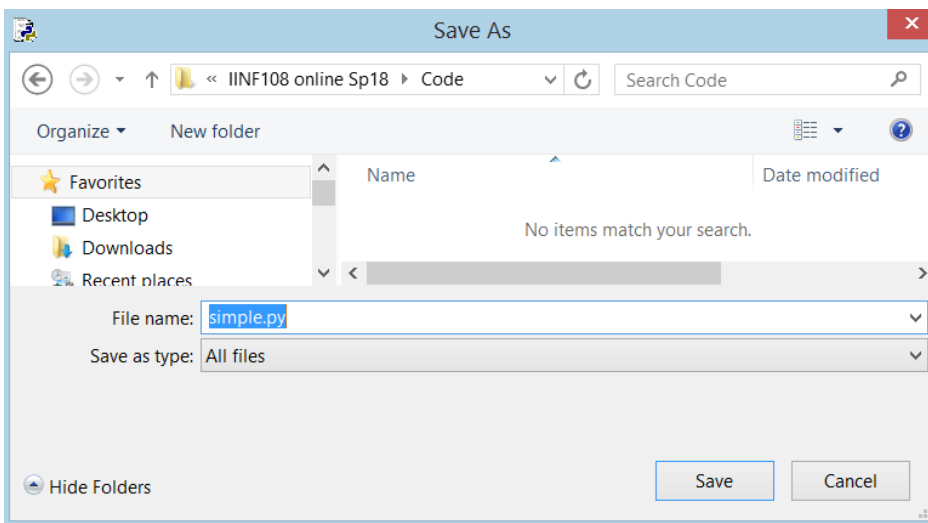 Save As
« IINF108 online Sp18 Code
Search Code
Organize New folder
Favorites
Desktop
Downloads
Recent places
Name Date modified
No items match your search.
File name: simple.py
Save as type: All files
Hide Folders
Save Cancel